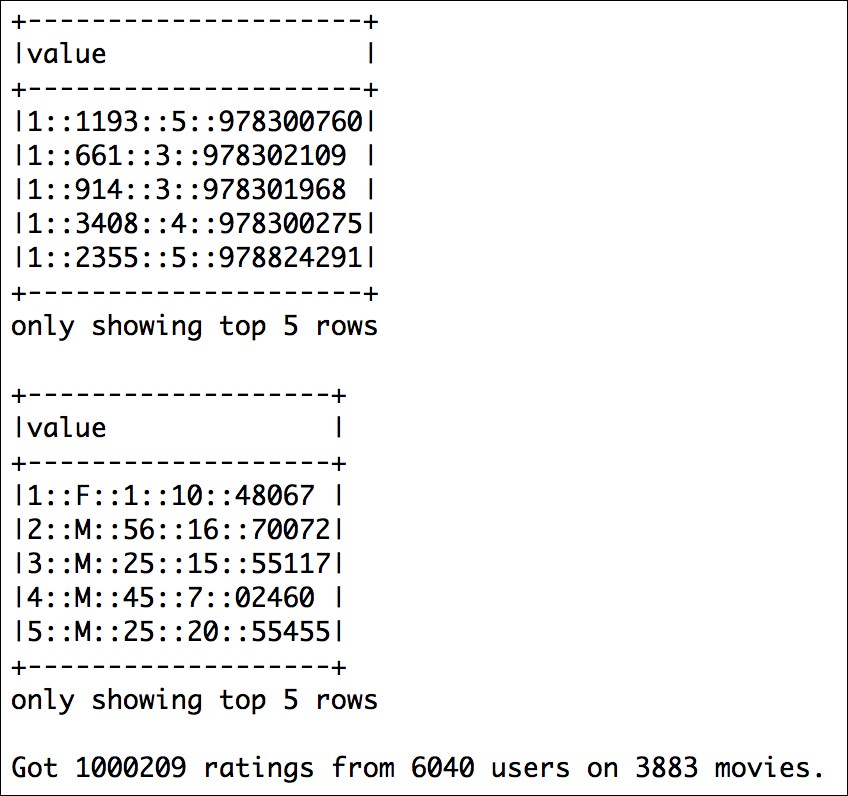 +---------------------+
|value                |
+---------------------+
|1::1193::5::978300760|
|1::661::3::978302109 |
|1::914::3::978301968 |
|1::3408::4::978300275|
|1::2355::5::978824291|
+---------------------+
only showing top 5 rows

+-------------------+
|value              |
+-------------------+
|1::F::1::10::48067 |
|2::M::56::16::70072|
|3::M::25::15::55117|
|4::M::45::7::02460 |
|5::M::25::20::55455|
+-------------------+
only showing top 5 rows

Got 1000209 ratings from 6040 users on 3883 movies.